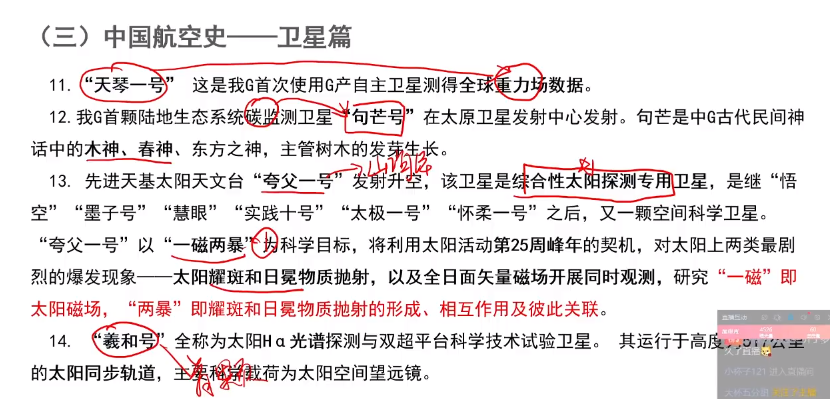 （三）中国航空史——卫星篇
11. “天琴一号” 这是我G首次使用G产自主卫星测得全球重力场数据。
12.我G首颗陆地生态系统碳监测卫星“句芒号”在太原卫星发射中心发射。句芒是中G古代民间神
话中的木神、春神、东方之神，主管树木的发芽生长。
山海经
13. 先进天基太阳天文台“夸父一号”发射升空，该卫星是综合性太阳探测专用卫星，是继“悟
空”“墨子号”“慧眼”“实践十号”“太极一号”“怀柔一号”之后，又一颗空间科学卫星。
“夸父一号”以“一磁两暴”为科学目标，将利用太阳活动第25周峰年的契机，对太阳上两类最剧
烈的爆发现象——太阳耀斑和日冕物质抛射，以及全日面矢量磁场开展同时观测，研究“一磁”即
太阳磁场，“两暴”即耀斑和日冕物质抛射的形成、相互作用及彼此关联。
14. “羲和号”全称为太阳Hα光谱探测与双超平台科学技术试验卫星。 其运行于高度为517公里
的太阳同步轨道，主要科学载荷为太阳空间望远镜。